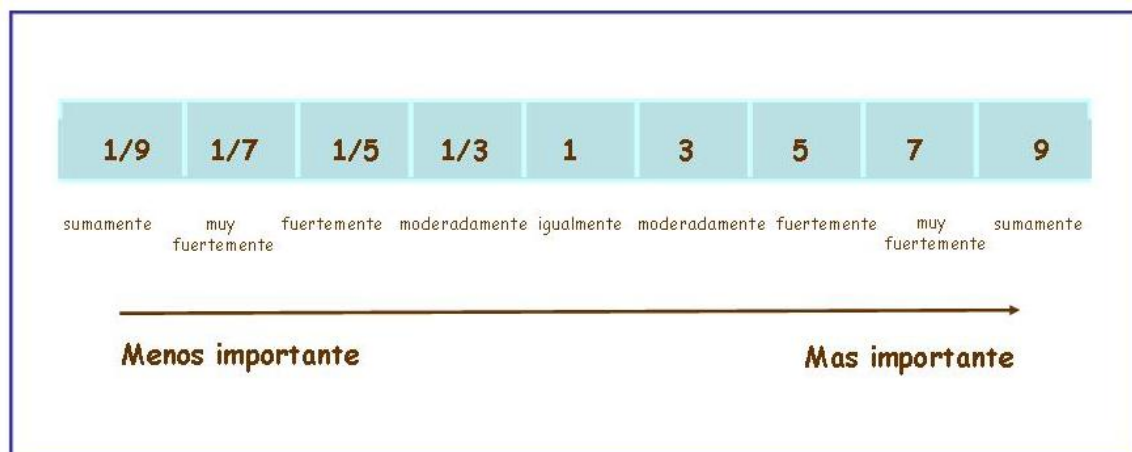 1/9 1/7 1/5 1/3 1 3 5 7 9
sumamente muy fuertemente moderadamente igualmente moderadamente fuertemente muy sumamente
fuertemente fuertemente
Menos importante Mas importante